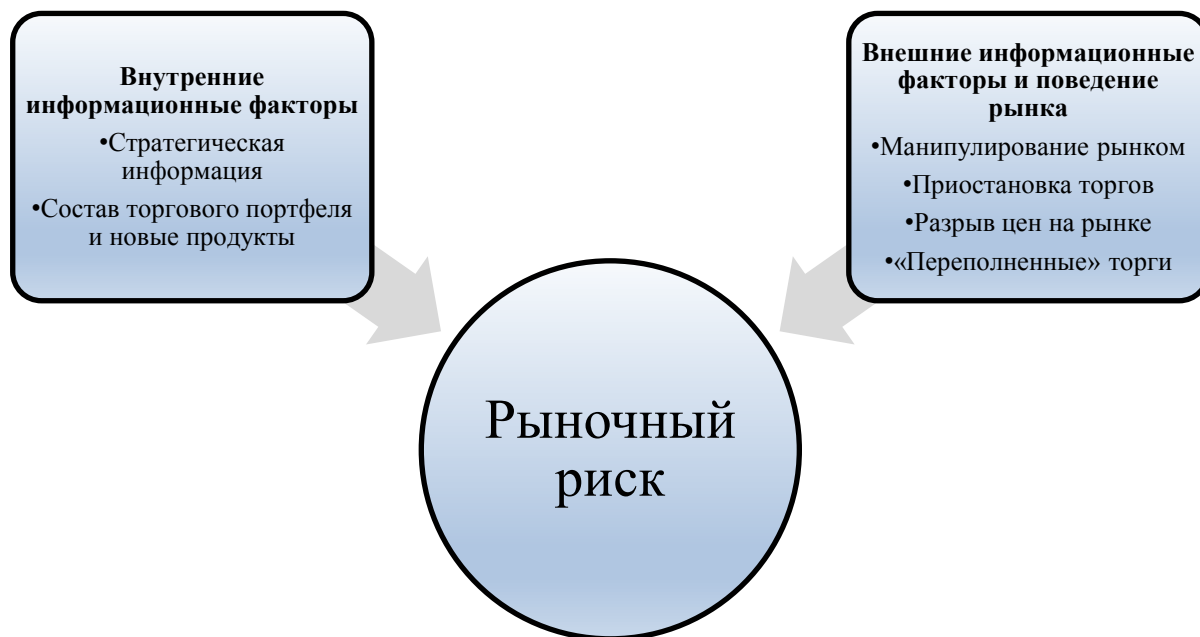 Внутренние
информационные факторы
•Стратегическая
информация
•Состав торгового портфеля
и новые продукты
Внешние информационные
факторы и поведение
рынка
•Манипулирование рынком
•Приостановка торгов
•Разрыв цен на рынке
•«Переполненные» торги
Рыночный
риск